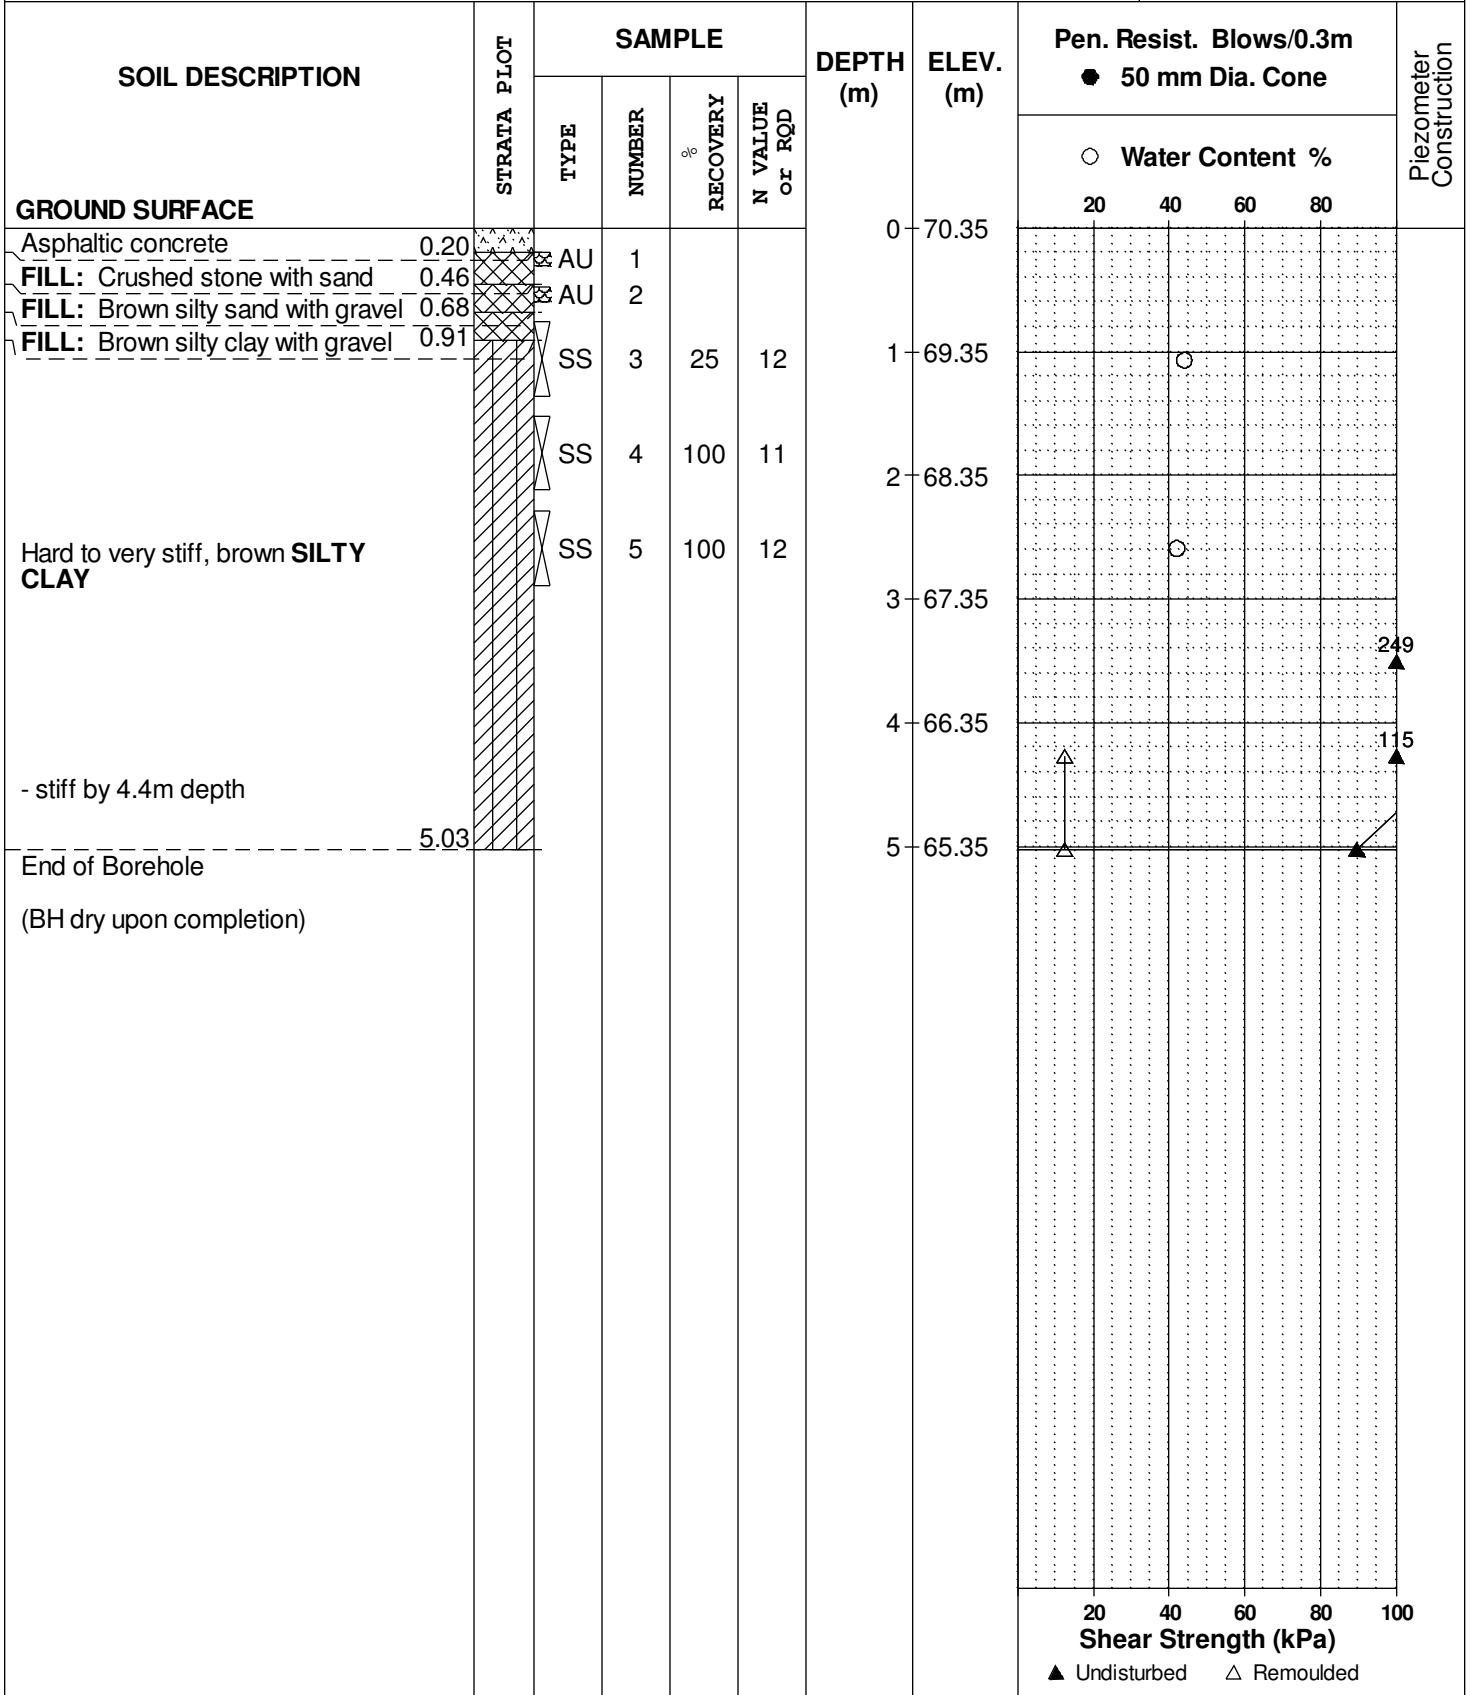 SOIL DESCRIPTION
GROUND SURFACE
STRATA PLOT
SAMPLE
TYPE
NUMBER
% RECOVERY
N VALUE
or RQD
DEPTH
(m)
ELEV.
(m)
Pen. Resist. Blows/0.3m
● 50 mm Dia. Cone
○ Water Content %
20 40 60 80
Piezometer
Construction
0 70.35
Asphaltic concrete 0.20
AU 1
FILL: Crushed stone with sand 0.46
AU 2
FILL: Brown silty sand with gravel 0.68
FILL: Brown silty clay with gravel 0.91
SS 3 25 12
1 69.35
SS 4 100 11
2 68.35
Hard to very stiff, brown SILTY
CLAY
SS 5 100 12
3 67.35
249
4 66.35
115
- stiff by 4.4m depth
5.03
5 65.35
End of Borehole
(BH dry upon completion)
20 40 60 80 100
Shear Strength (kPa)
▲ Undisturbed △ Remoulded